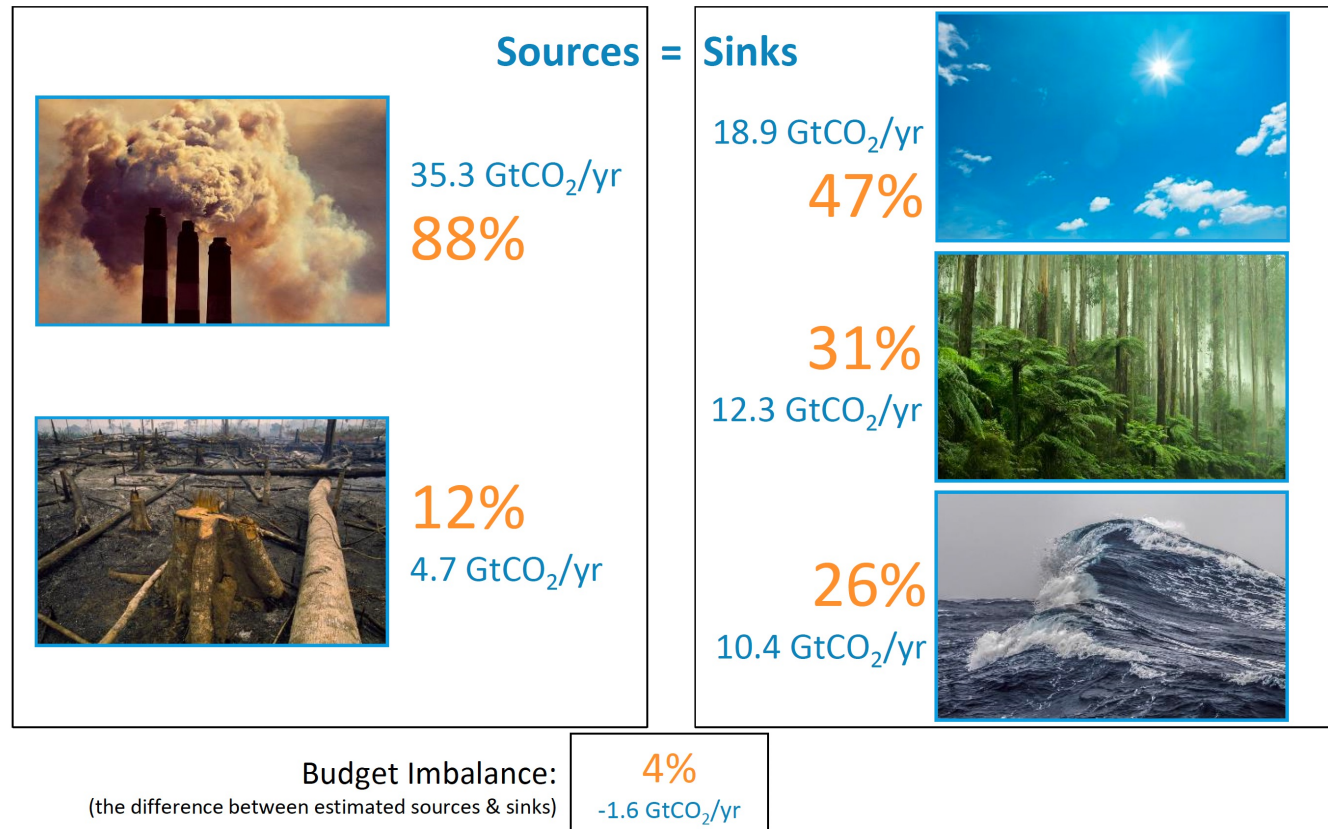 Sources = Sinks
35.3 GtCO₂/yr
88%
12%
4.7 GtCO₂/yr
18.9 GtCO₂/yr
47%
31%
12.3 GtCO₂/yr
26%
10.4 GtCO₂/yr
Budget Imbalance:
(the difference between estimated sources & sinks)
4%
-1.6 GtCO₂/yr